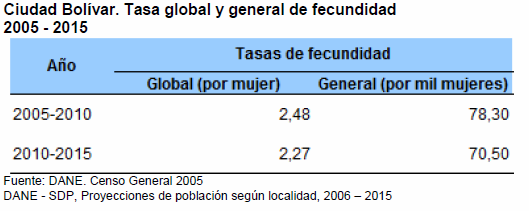 Ciudad Bolívar. Tasa global y general de fecundidad
2005 - 2015
Año
Tasas de fecundidad
Global (por mujer) General (por mil mujeres)
2005-2010 2,48 78,30
2010-2015 2,27 70,50
Fuente: DANE. Censo General 2005
DANE - SDP, Proyecciones de población según localidad, 2006 – 2015